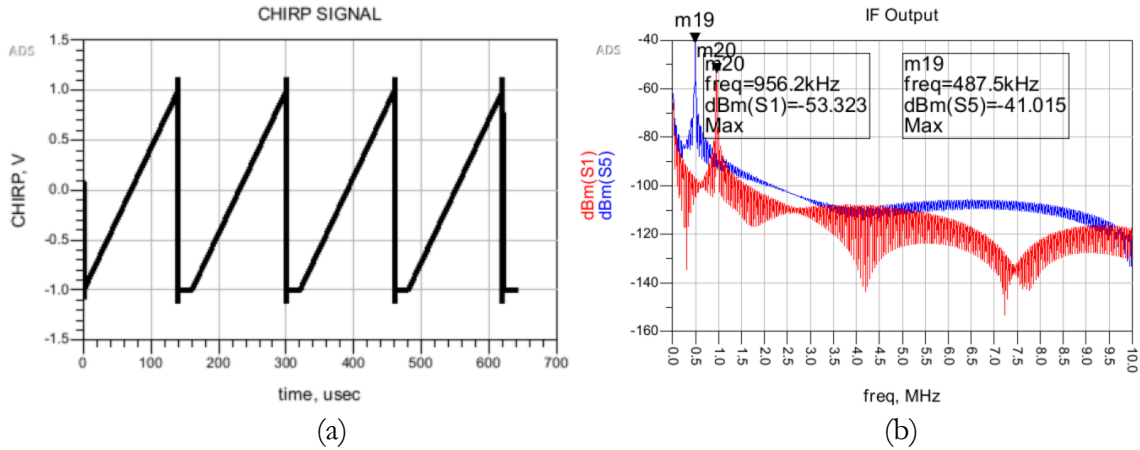 CHIRP SIGNAL
ADS
CHIRP, V
1.5
1.0
0.5
0.0
-0.5
-1.0
-1.5
0 100 200 300 400 500 600 700
time, usec
(a)
IF Output
ADS
m19
m20
m20
freq=956.2kHz
dBm(S1)=-53.323
Max
m19
freq=487.5kHz
dBm(S5)=-41.015
Max
dBm(S1)
dBm(S5)
-40
-60
-80
-100
-120
-140
-160
0.0 0.5 1.0 1.5 2.0 2.5 3.0 3.5 4.0 4.5 5.0 5.5 6.0 6.5 7.0 7.5 8.0 8.5 9.0 9.5 10.0
freq, MHz
(b)